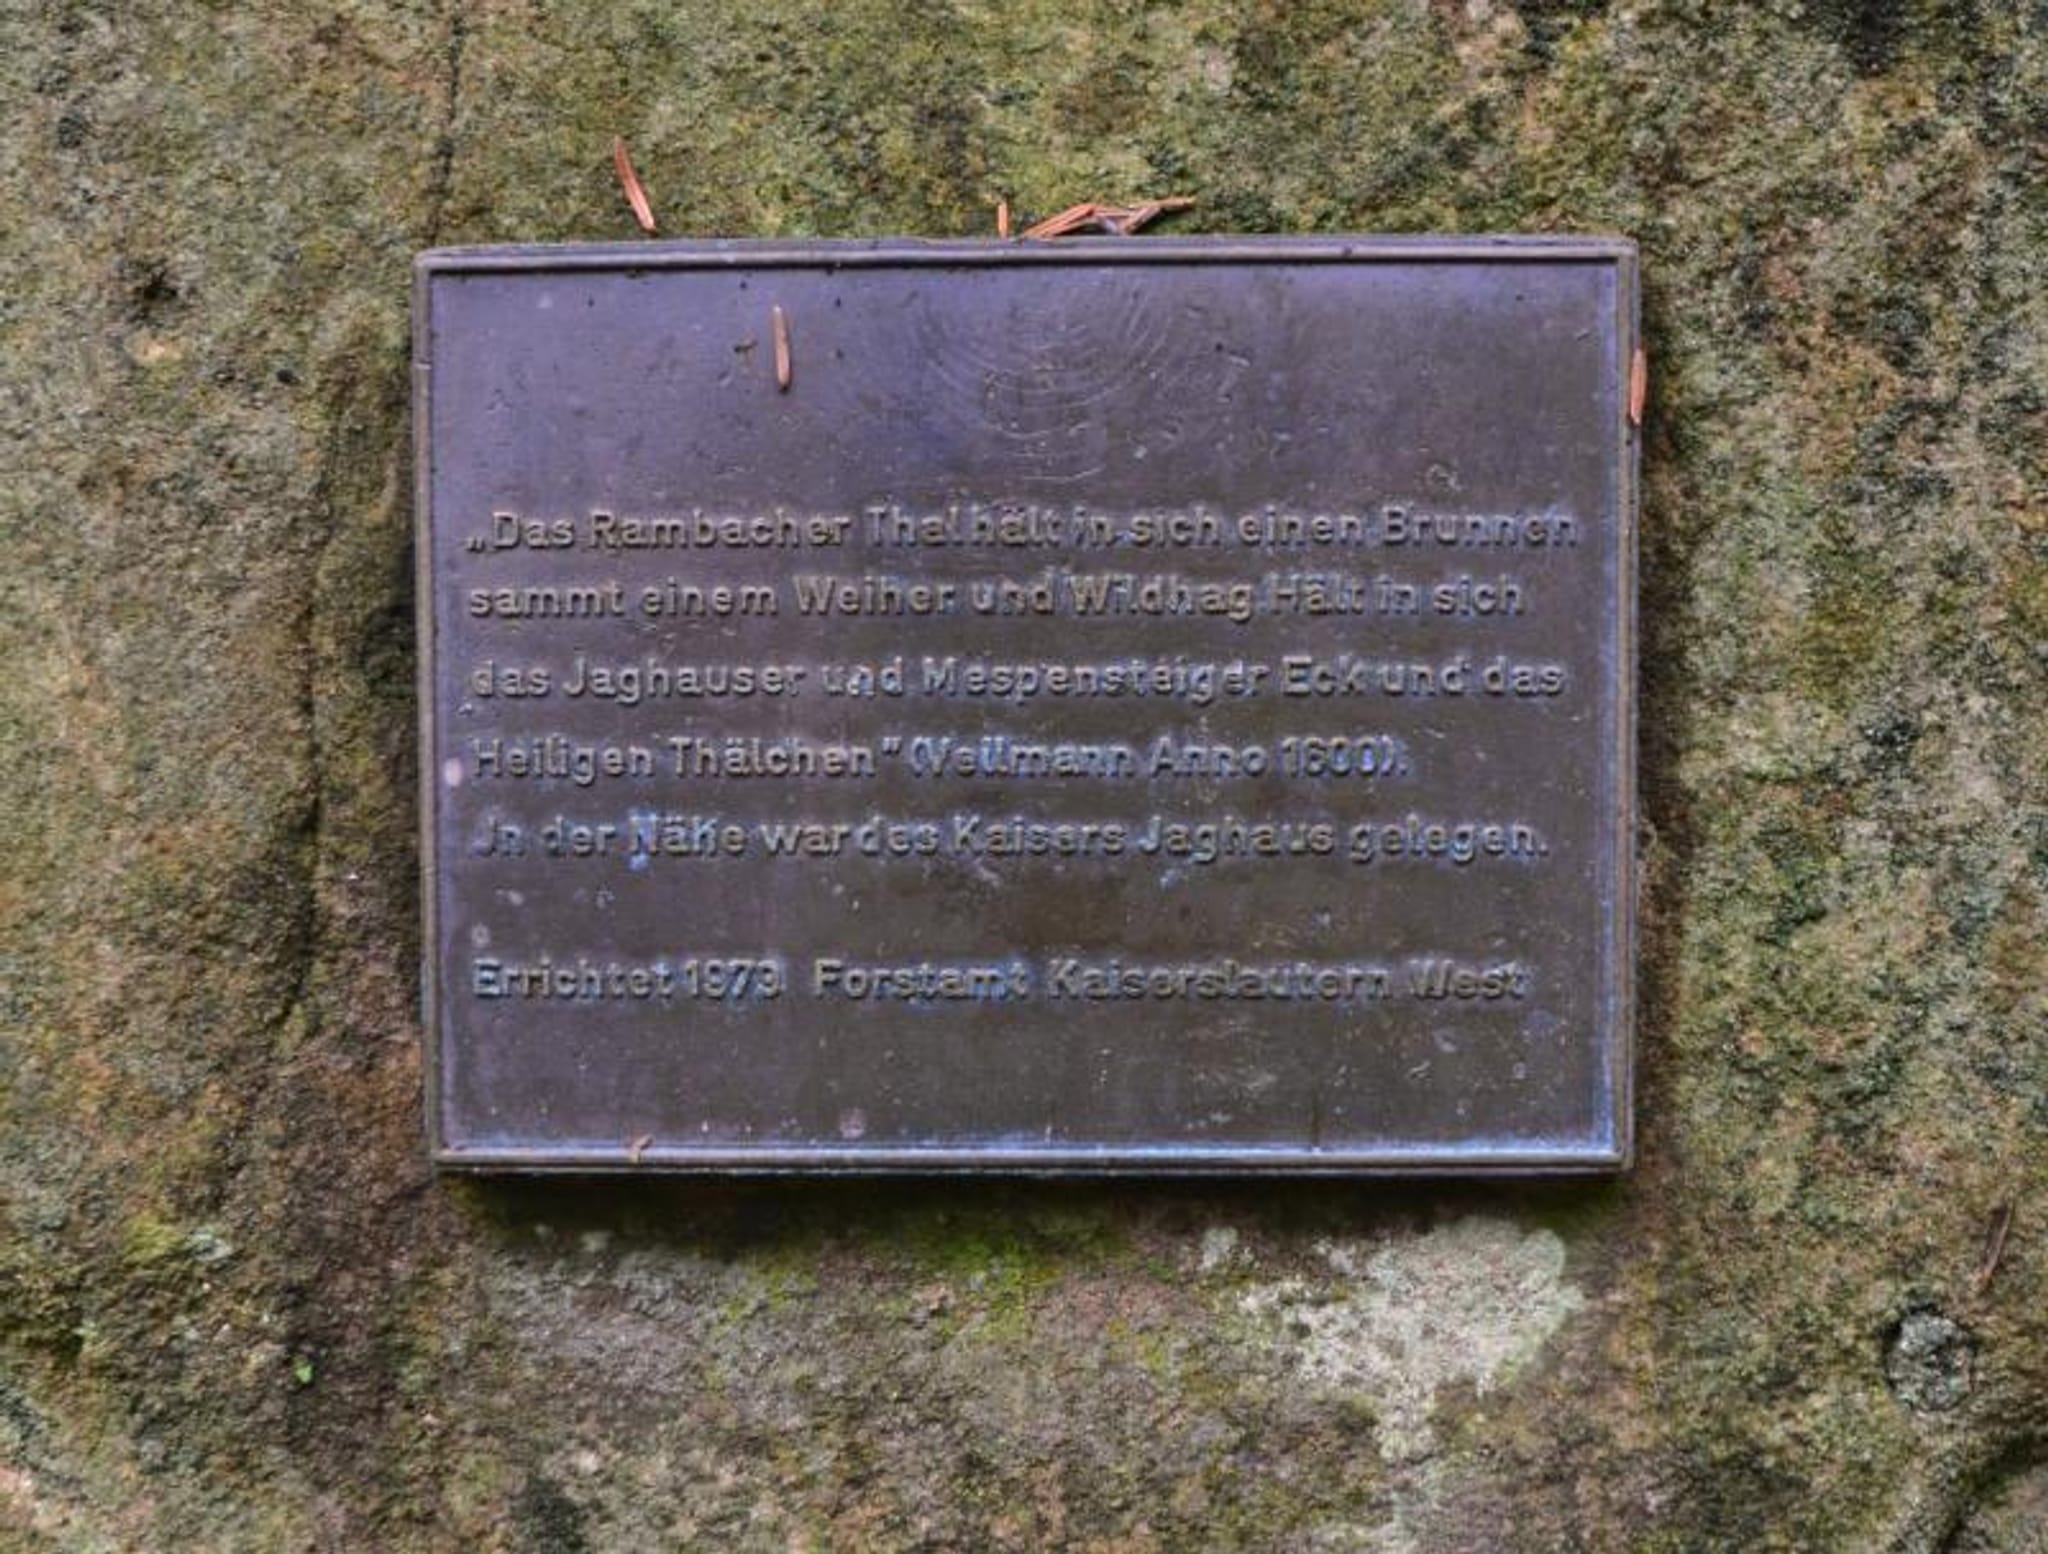 „Das Rambacher Thal hält in sich einen Brunnen
sammt einem Weiher und Wildhag Hält in sich
das Jaghauser und Mespensteiger Eck und das
Heiligen Thälchen" (Vellmann Anno 1600).
Jn der Nähe war des Kaisers Jaghaus gelegen.
Errichtet 1979 Forstamt Kaiserslautern West